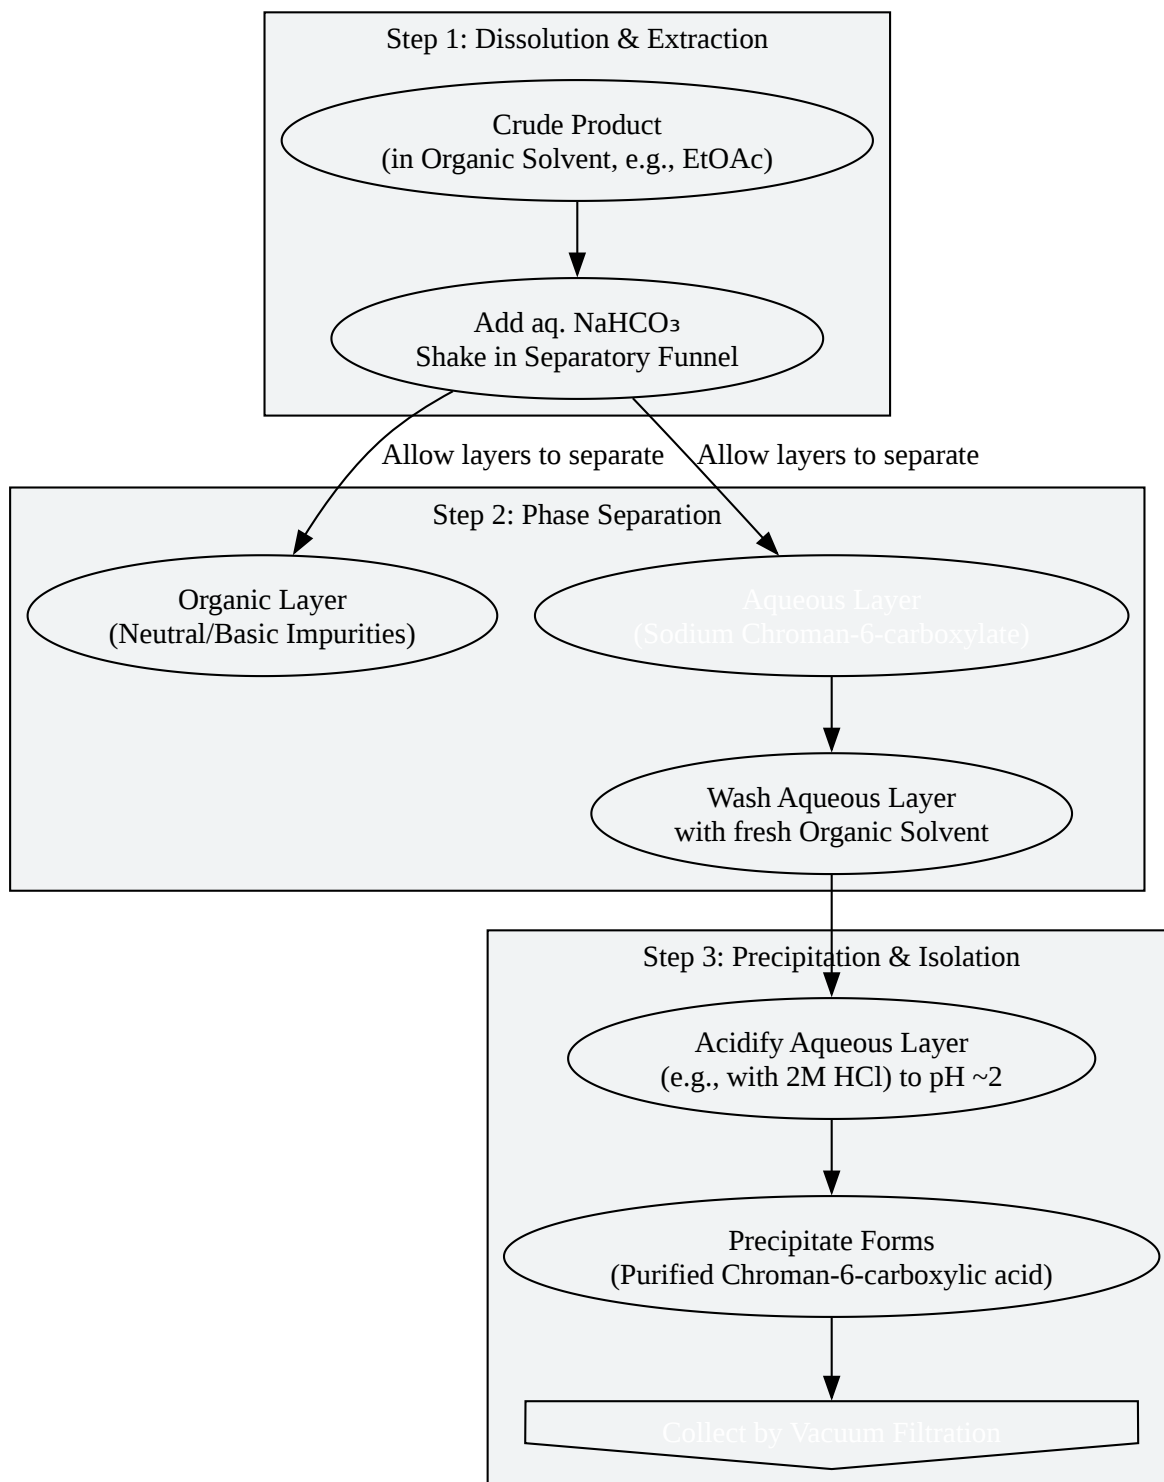 Step 1: Dissolution & Extraction
Crude Product
(in Organic Solvent, e.g., EtOAc)
Add aq. NaHCO₃
Shake in Separatory Funnel
Allow layers to separate
Allow layers to separate
Step 2: Phase Separation
Organic Layer
(Neutral/Basic Impurities)
Aqueous Layer
(Sodium Chroman-6-carboxylate)
Wash Aqueous Layer
with fresh Organic Solvent
Step 3: Precipitation & Isolation
Acidify Aqueous Layer
(e.g., with 2M HCl) to pH ~2
Precipitate Forms
(Purified Chroman-6-carboxylic acid)
Collect by Vacuum Filtration